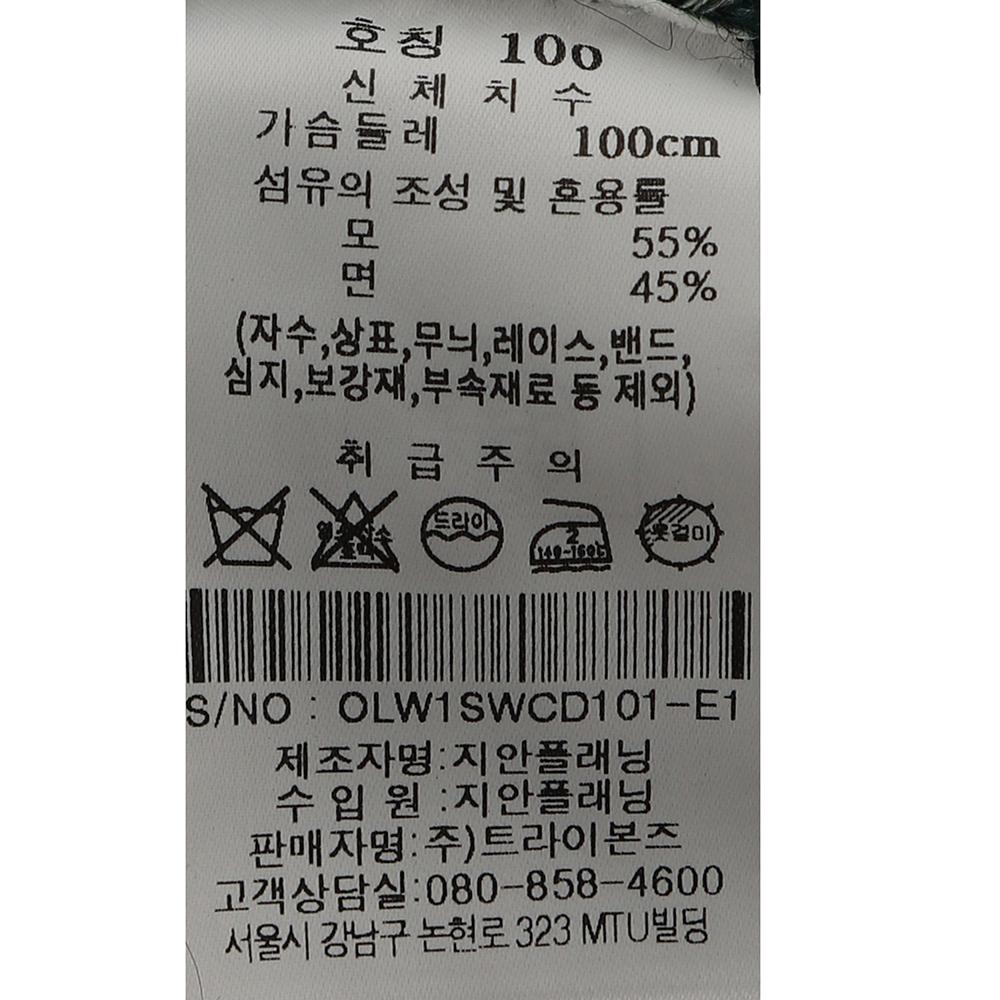 호칭 100
신 체 치 수
가슴둘레 100cm
섬유의 조성 및 혼용률
모 55%
면 45%
(자수,상표,무늬,레이스,밴드,
심지,보강재,부속재료 등 제외)
취 급 주 의
드라이
2
140~160℃
옷걸이
S/NO : OLW1SWCD101-E1
제조자명:지안플래닝
수 입 원 :지안플래닝
판매자명:주)트라이본즈
고객상담실:080-858-4600
서울시 강남구 논현로 323 MTU빌딩